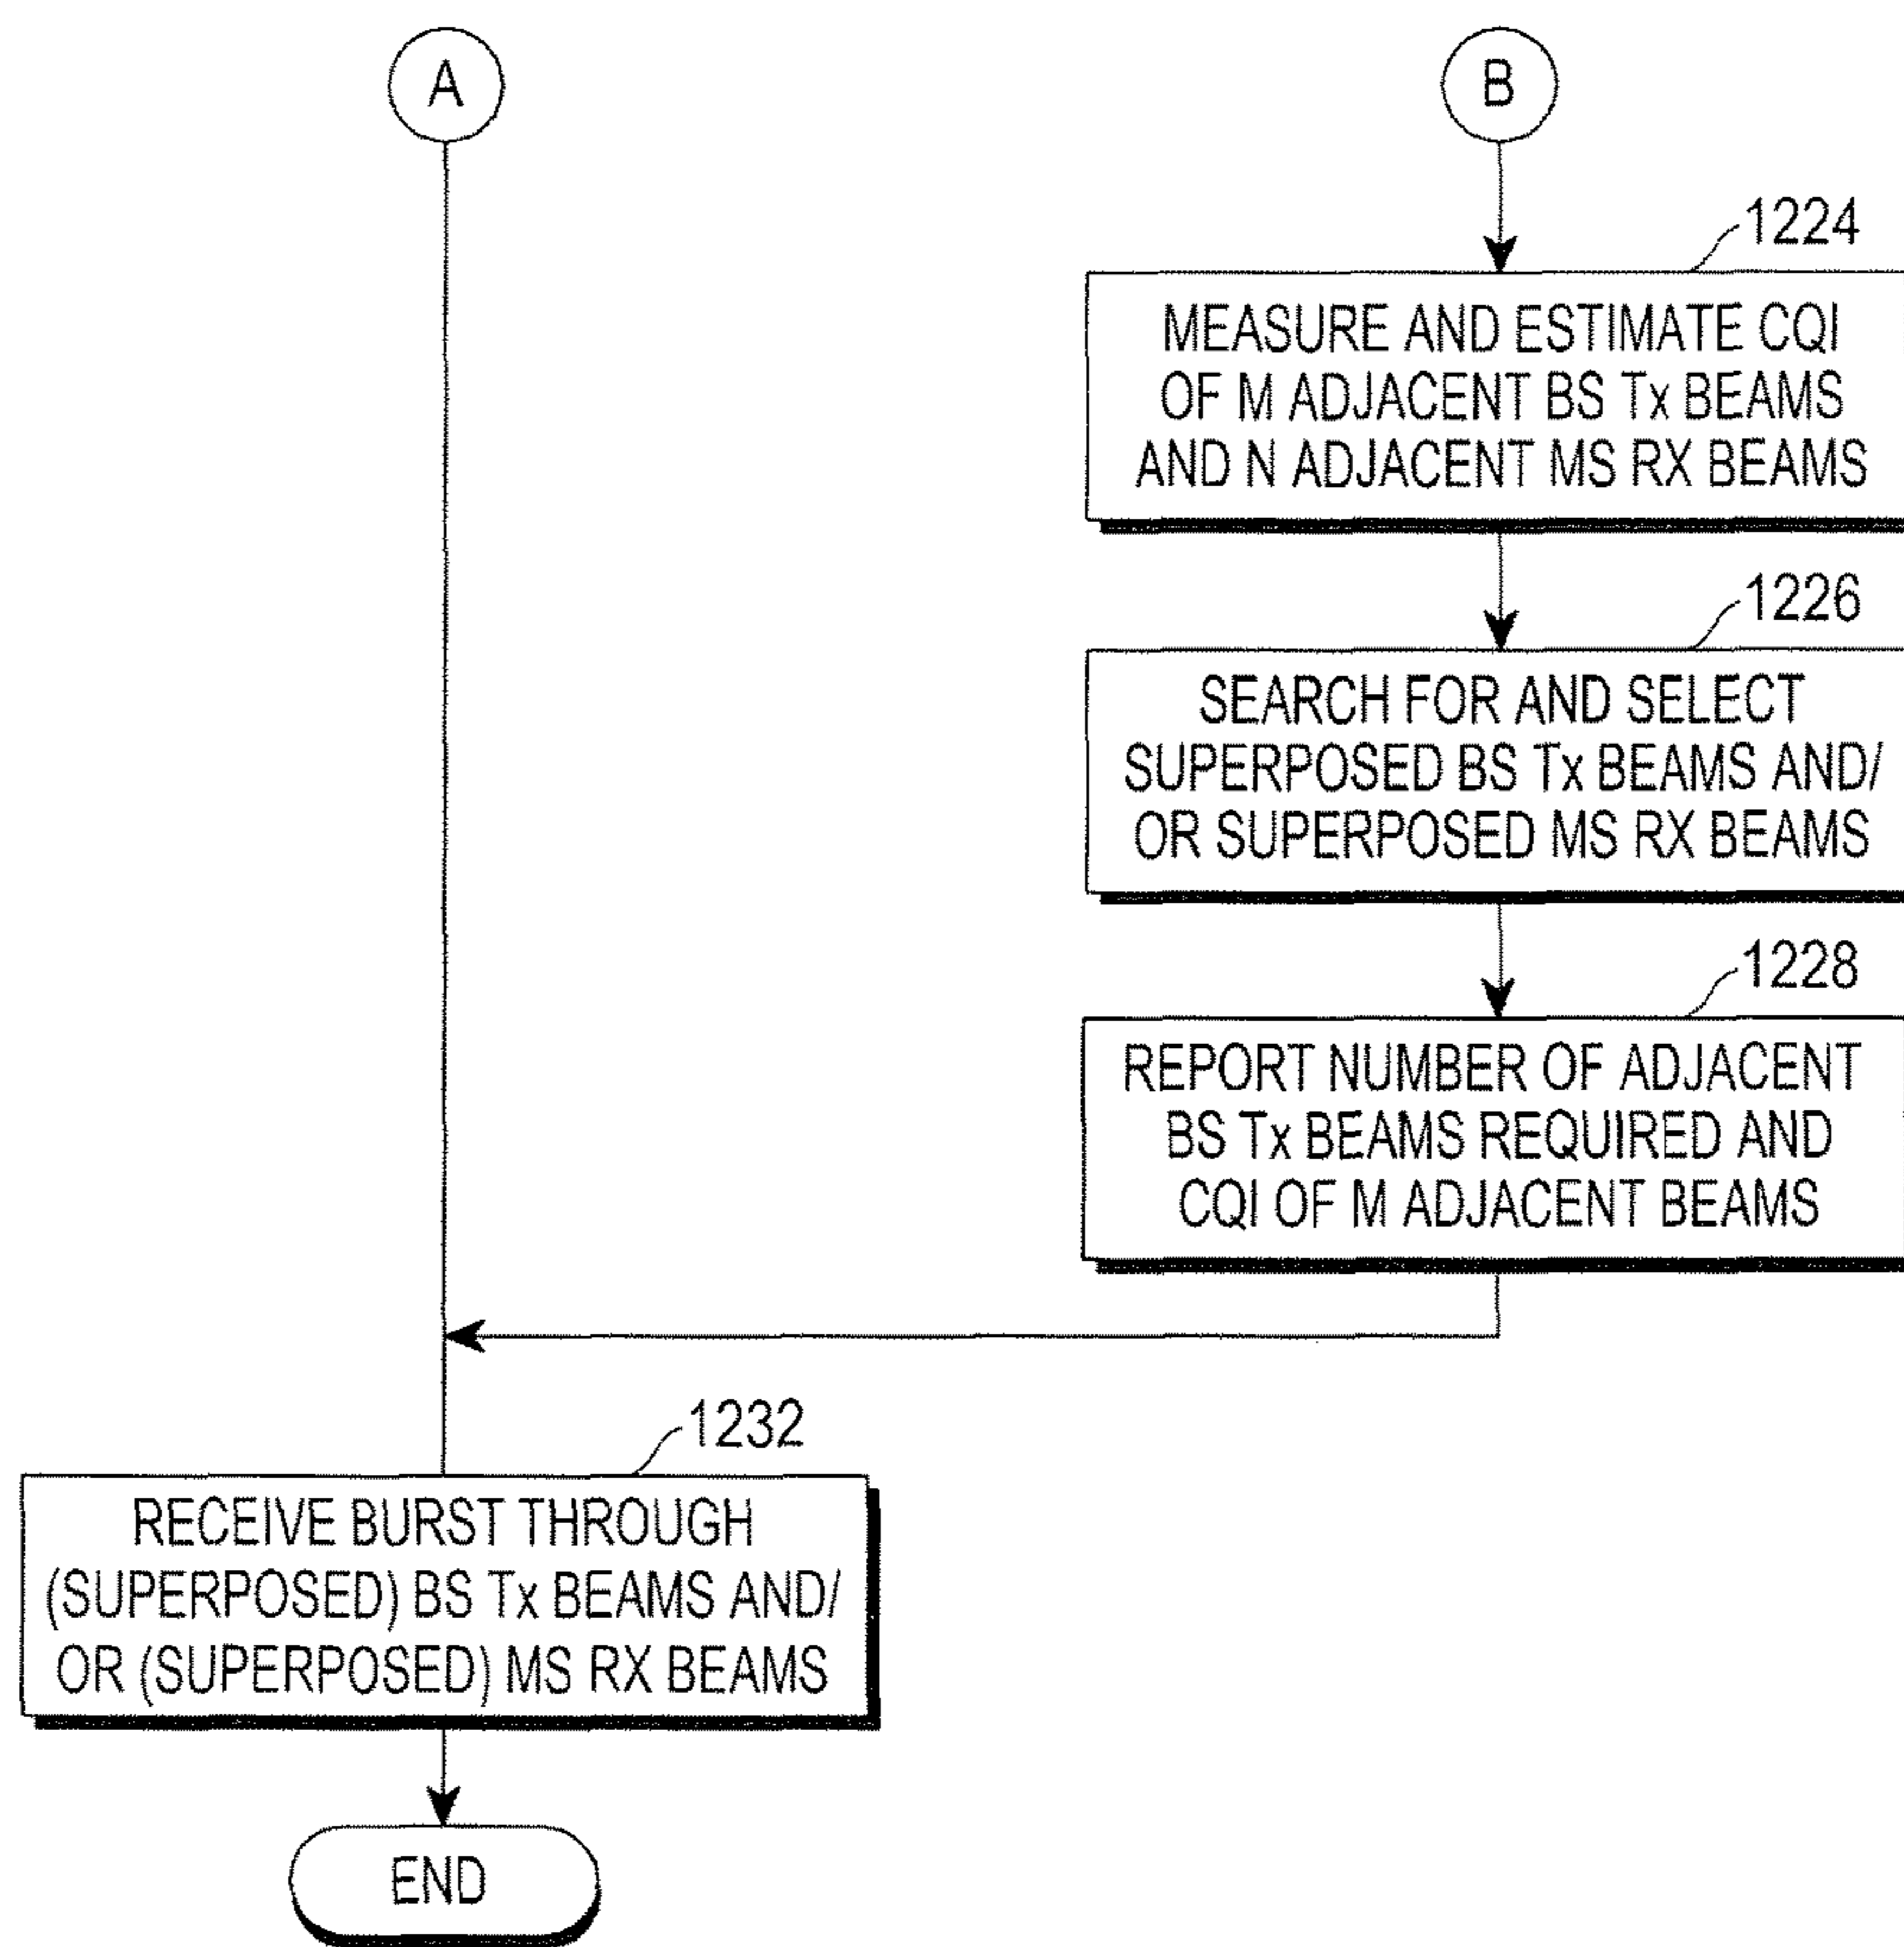 A
B
1224
MEASURE AND ESTIMATE CQI
OF M ADJACENT BS Tx BEAMS
AND N ADJACENT MS RX BEAMS
1226
SEARCH FOR AND SELECT
SUPERPOSED BS Tx BEAMS AND/
OR SUPERPOSED MS RX BEAMS
1228
REPORT NUMBER OF ADJACENT
BS Tx BEAMS REQUIRED AND
CQI OF M ADJACENT BEAMS
1232
RECEIVE BURST THROUGH
(SUPERPOSED) BS Tx BEAMS AND/
OR (SUPERPOSED) MS RX BEAMS
END